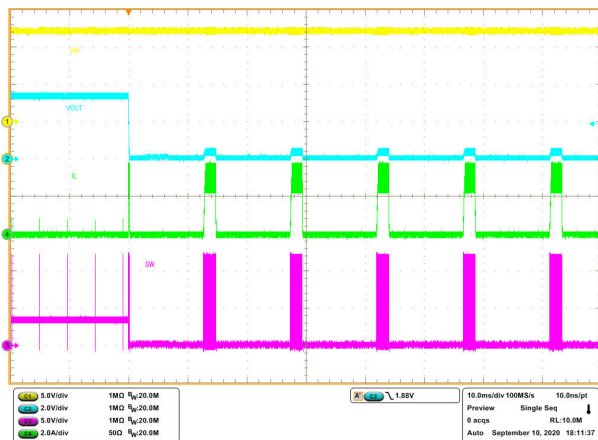 VIN
VOUT
1
2
IL
4
SW
3
C1 5.0V/div 1MΩ BW:20.0M
C2 2.0V/div 1MΩ BW:20.0M
C3 5.0V/div 1MΩ BW:20.0M
C4 2.0A/div 50Ω BW:20.0M
A' C2 1.88V
10.0ms/div 100MS/s 10.0ns/pt
Preview Single Seq
0 acqs RL:10.0M
Auto September 10, 2020 18:11:37